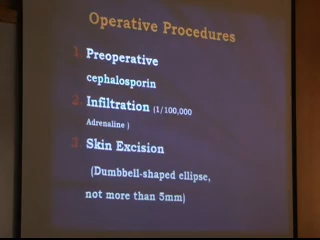 Operative Procedures
1. Preoperative
cephalosporin
2. Infiltration (1/100,000
Adrenaline )
3. Skin Excision
(Dumbbell-shaped ellipse,
not more than 5mm)